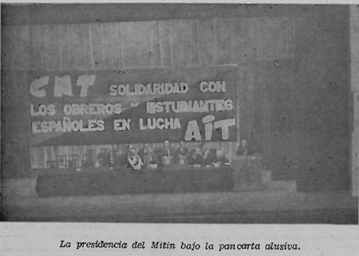 CNT SOLIDARIDAD CON
LOS OBREROS Y ESTUDIANTES
ESPAÑOLES EN LUCHA AIT
La presidencia del Mitin bajo la pancarta alusiva.